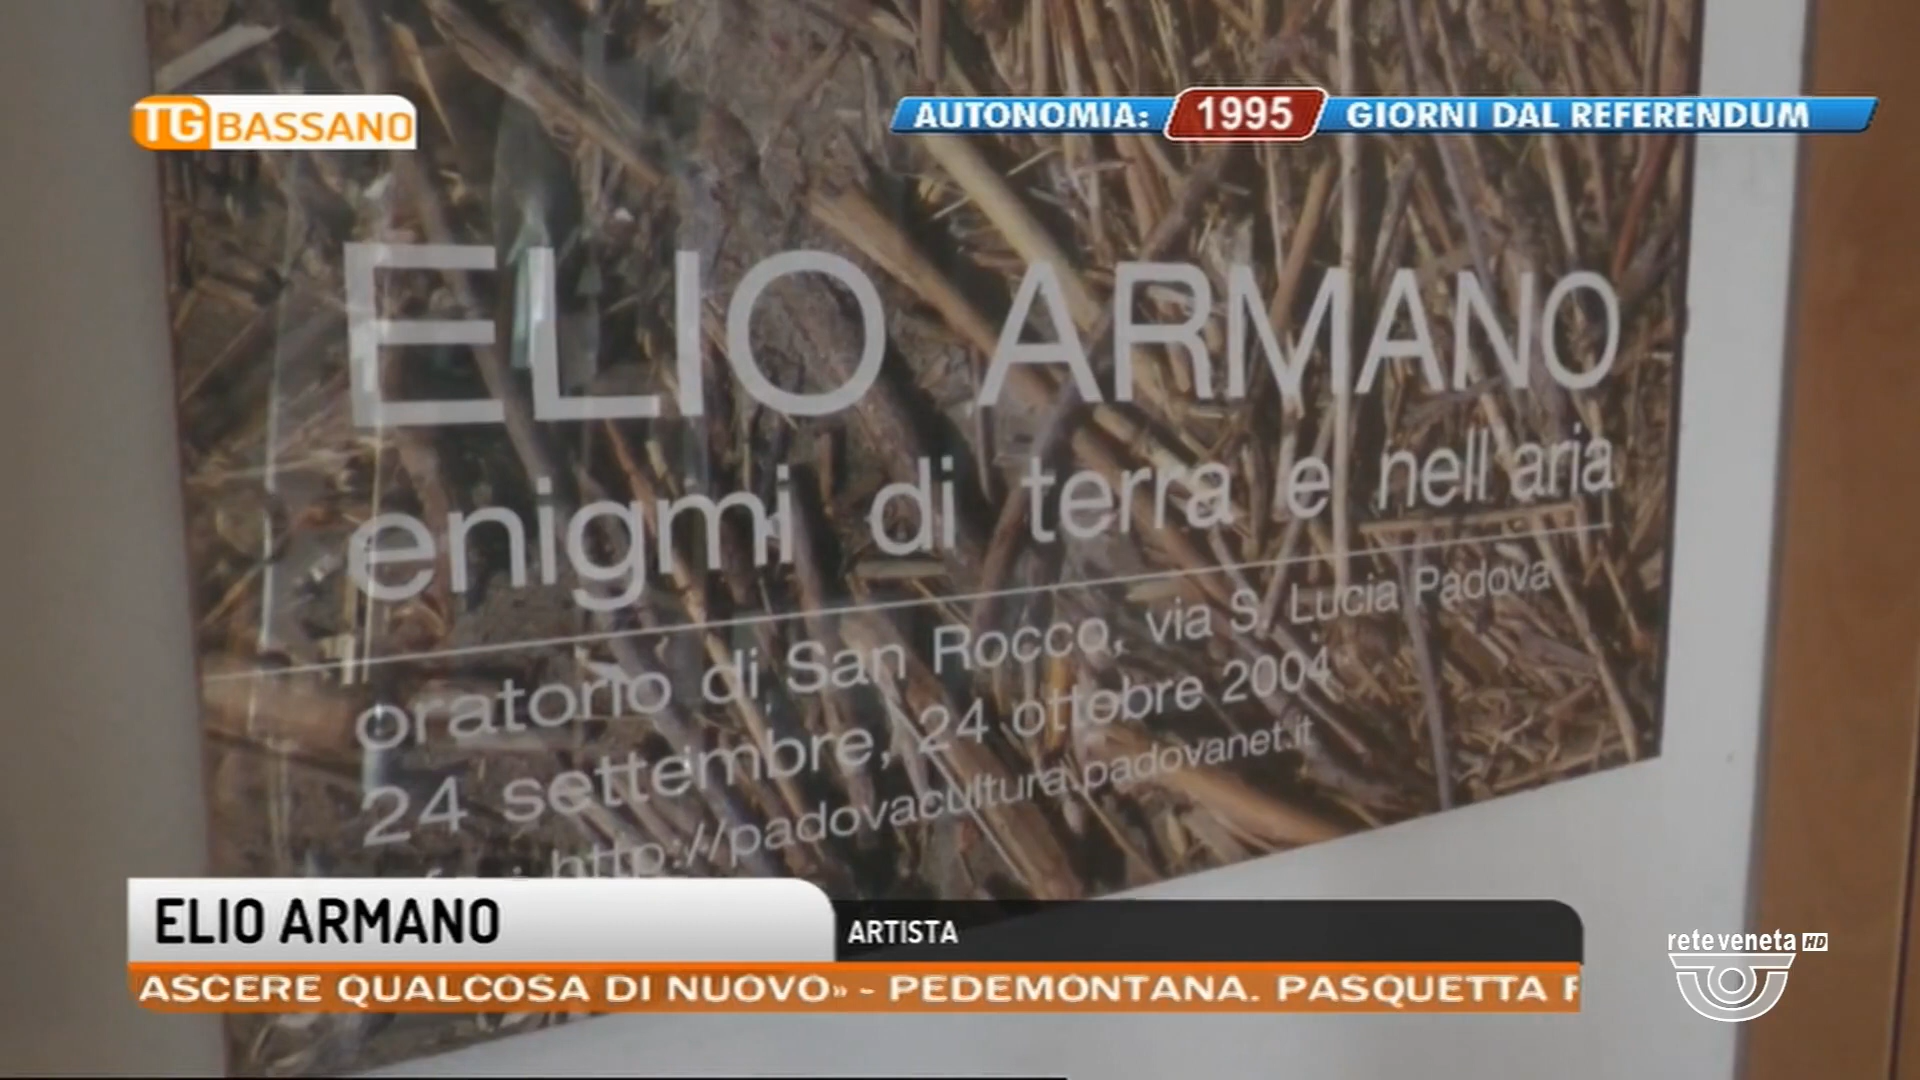 TG BASSANO
AUTONOMIA: 1995 GIORNI DAL REFERENDUM
ELIO ARMANO
enigmi di terra e nell'aria
oratorio di San Rocco, via S. Lucia Padova
24 settembre, 24 ottobre 2004
http://padovacultura.padovanet.it
ELIO ARMANO
ARTISTA
reteveneta HD
ASCERE QUALCOSA DI NUOVO» - PEDEMONTANA. PASQUETTA